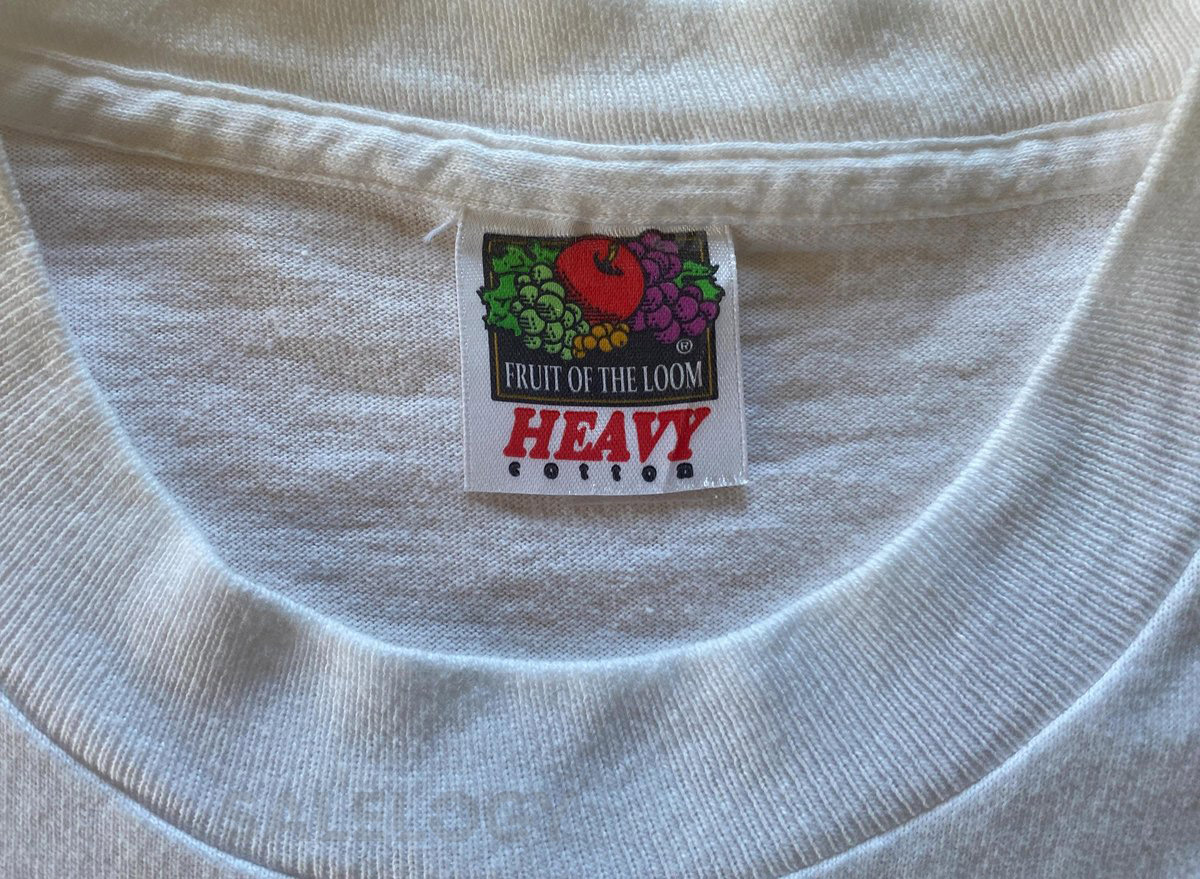 ®
FRUIT OF THE LOOM
HEAVY
cotton